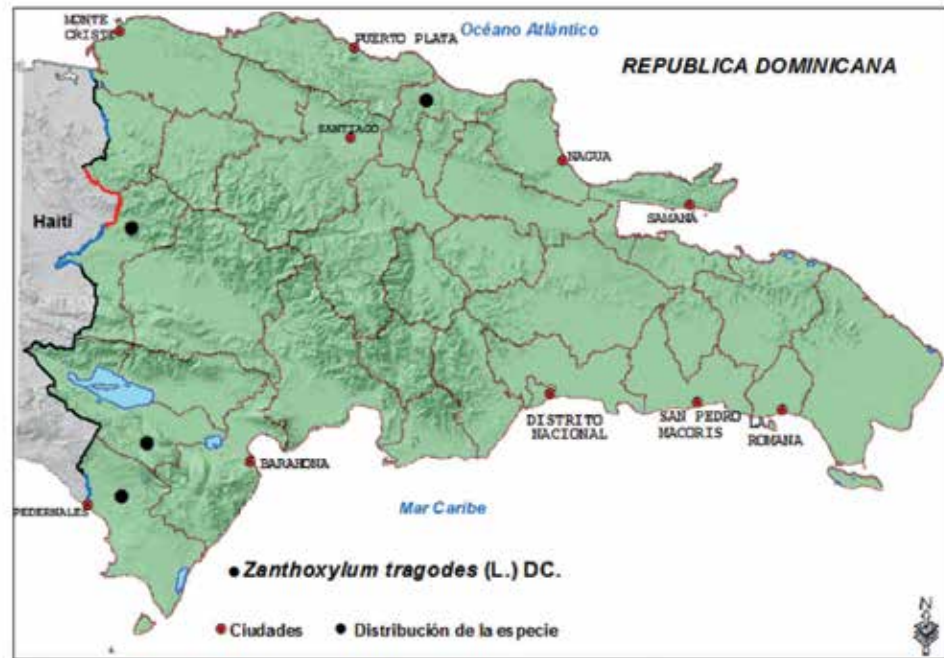 MONTE
CRISTI
PUERTO PLATA
Océano Atlántico
REPUBLICA DOMINICANA
SANTIAGO
NAGUA
SAMANA
Haití
DISTRITO
NACIONAL
SAN PEDRO
MACORIS
LA
ROMANA
BARAHONA
PEDERNALES
Mar Caribe
Zanthoxylum tragodes (L.) DC.
Ciudades
Distribución de la especie
N